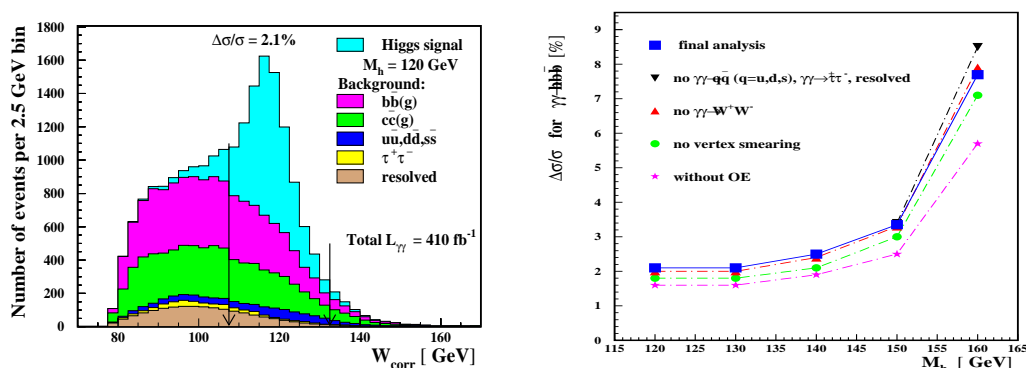 Number of events per 2.5 GeV bin
1800
1600
1400
1200
1000
800
600
400
200
0
Δσ/σ = 2.1%
Higgs signal
M_h = 120 GeV
Background:
bb̄(g)
cc̄(g)
uū,dd̄,ss̄
τ⁺τ⁻
resolved
Total L_γγ = 410 fb⁻¹
80 100 120 140 160
W_corr [ GeV]
Δσ/σ for γγ→h→bb̄ [%]
9
8
7
6
5
4
3
2
1
0
final analysis
no γγ→qq̄ (q=u,d,s), γγ→τ⁺τ⁻, resolved
no γγ→W⁺W⁻
no vertex smearing
without OE
115 120 125 130 135 140 145 150 155 160 165
M_h [ GeV]